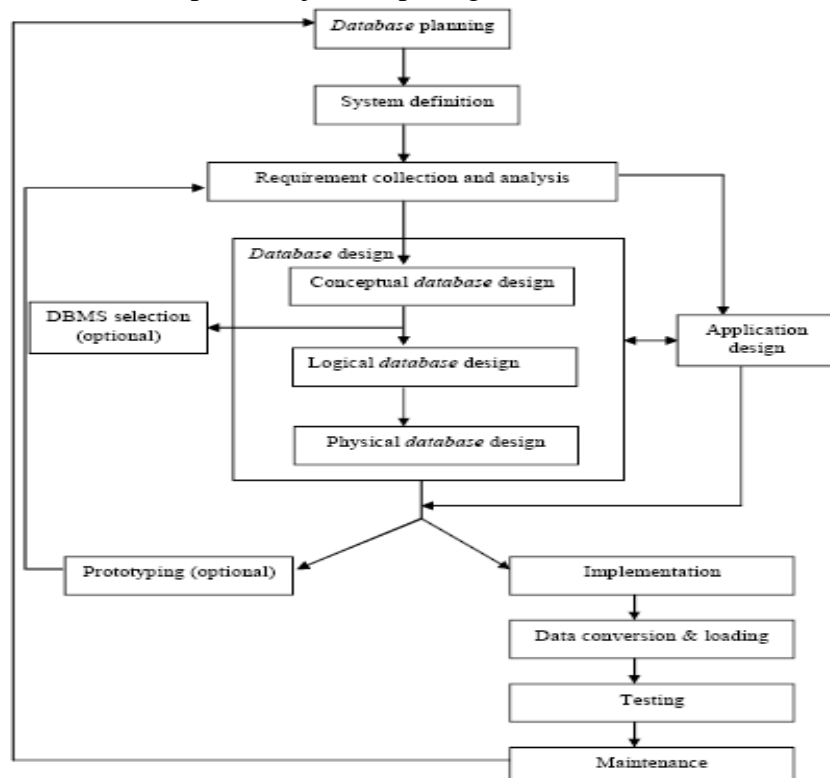 Database planning
System definition
Requirement collection and analysis
Database design
Conceptual database design
DBMS selection
(optional)
Application
design
Logical database design
Physical database design
Prototyping (optional)
Implementation
Data conversion & loading
Testing
Maintenance